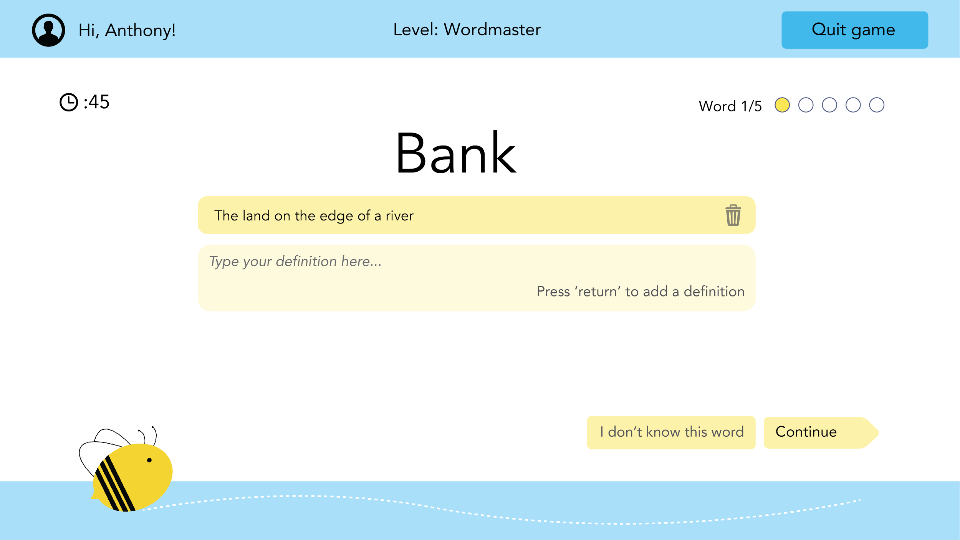 Hi, Anthony!
Level: Wordmaster
Quit game
:45
Word 1/5
Bank
The land on the edge of a river
Type your definition here...
Press ‘return’ to add a definition
I don’t know this word
Continue